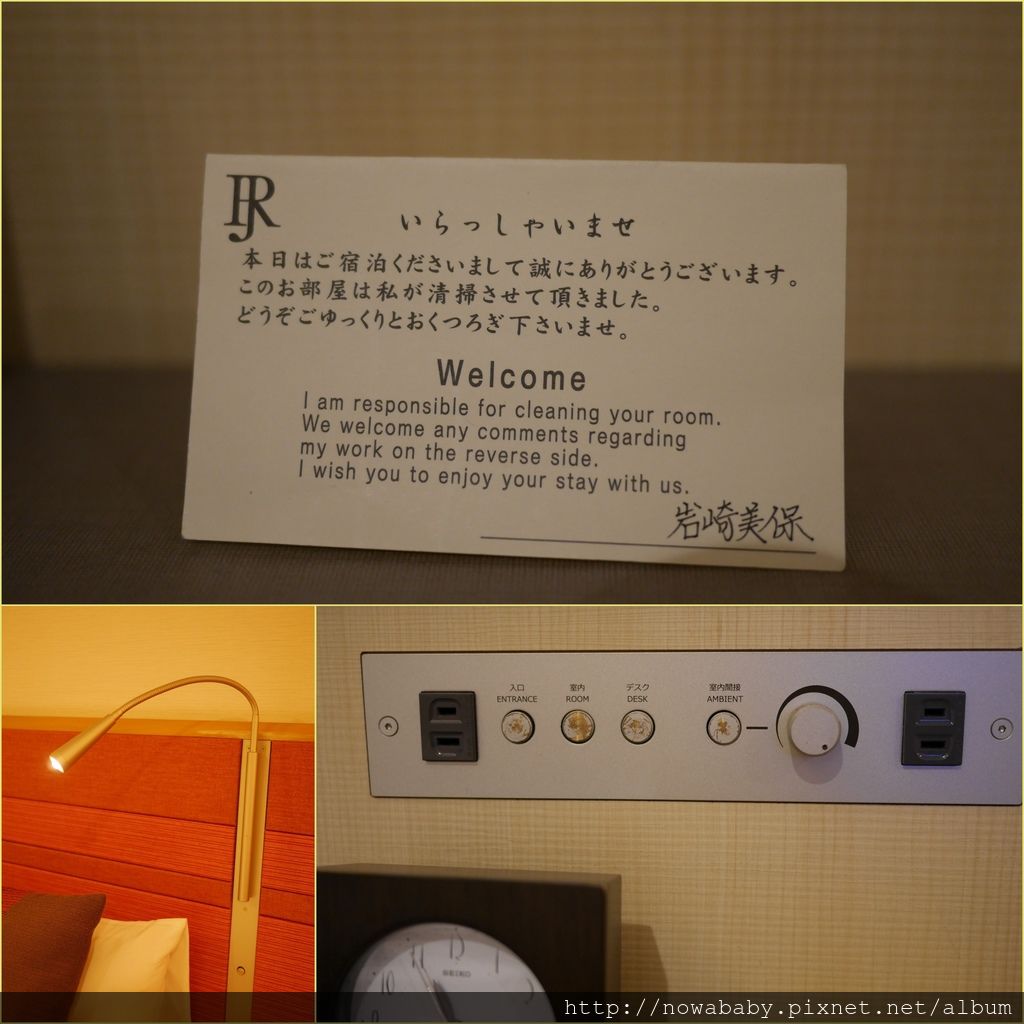 JR
いらっしゃいませ
本日はご宿泊くださいまして誠にありがとうございます。
このお部屋は私が清掃させて頂きました。
どうぞごゆっくりとおくつろぎ下さいませ。
Welcome
I am responsible for cleaning your room.
We welcome any comments regarding
my work on the reverse side.
I wish you to enjoy your stay with us.
岩崎美保
入口 室内 デスク 室内間接
ENTRANCE ROOM DESK AMBIENT
10 11 12 1
SEIKO
http://nowababy.pixnet.net/album